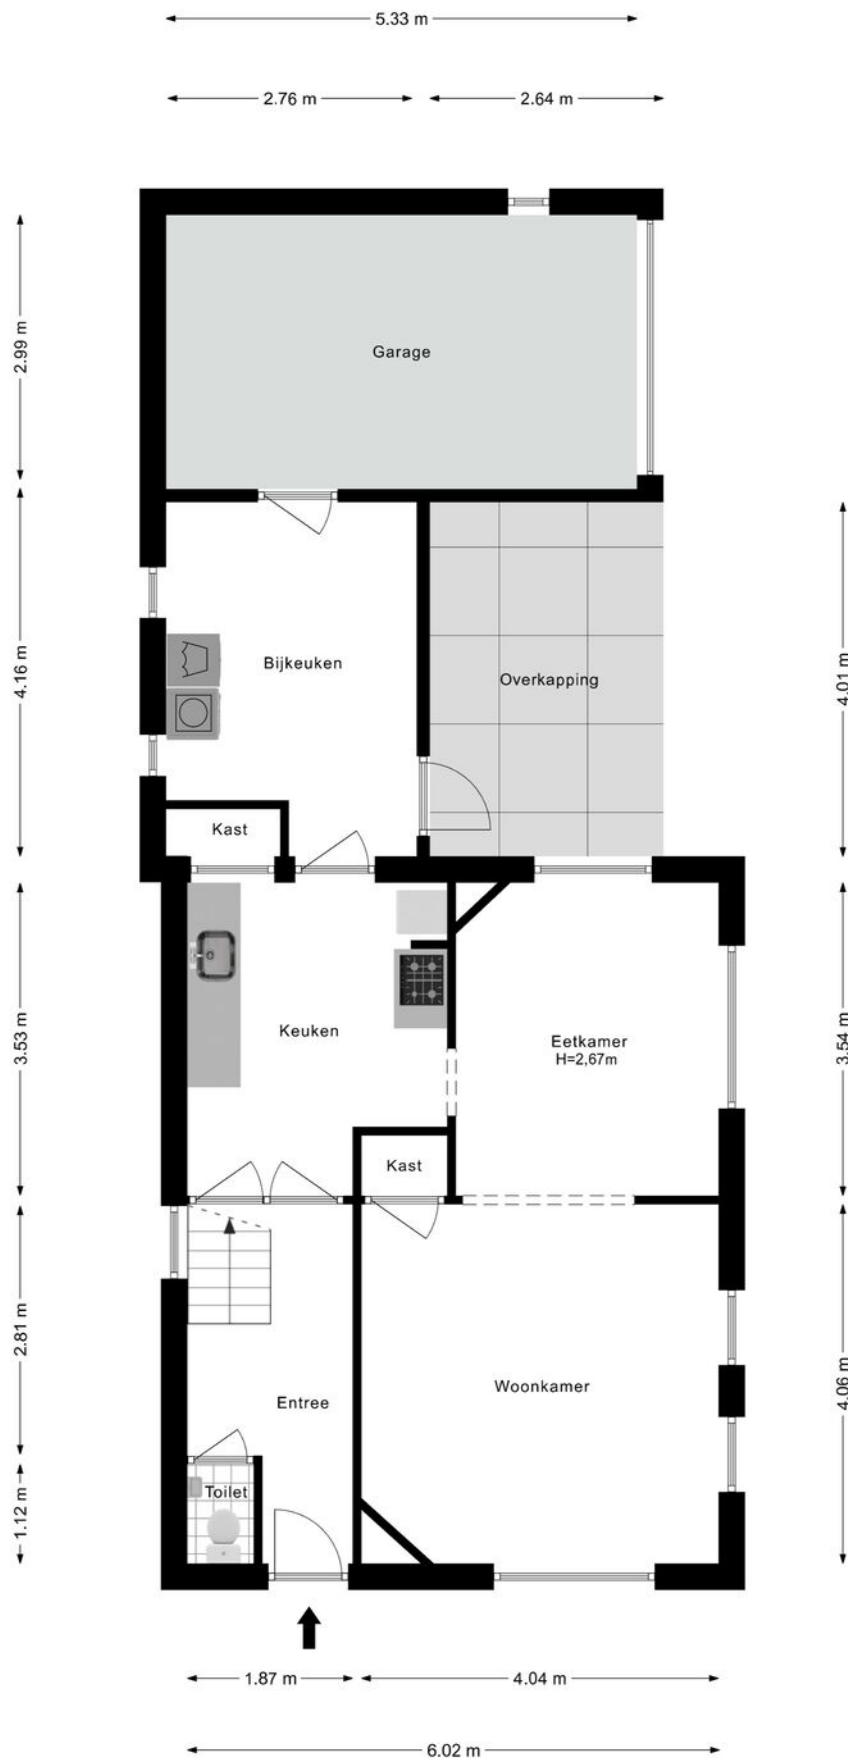 5.33 m
2.76 m
2.64 m
2.99 m
Garage
4.16 m
4.01 m
Bijkeuken
Overkapping
Kast
3.53 m
3.54 m
Keuken
Eetkamer
H=2,67m
Kast
2.81 m
4.06 m
Woonkamer
Entree
1.12 m
Toilet
1.87 m
4.04 m
6.02 m